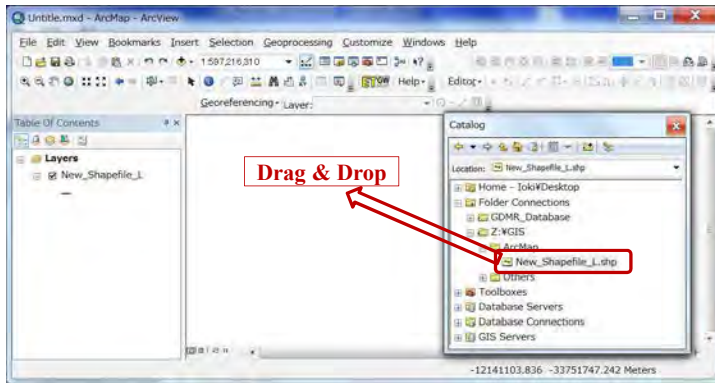 Untitle.mxd - ArcMap - ArcView
File Edit View Bookmarks Insert Selection Geoprocessing Customize Windows Help
1:597,216,310
Help Editor
Georeferencing Layer:
Table Of Contents
Layers
New_Shapefile_L
Drag & Drop
Catalog
Location: New_Shapefile_L.shp
Home - Ioki¥Desktop
Folder Connections
GDMR_Database
Z:¥GIS
ArcMap
New_Shapefile_L.shp
Others
Toolboxes
Database Servers
Database Connections
GIS Servers
-12141103.836 -33751747.242 Meters